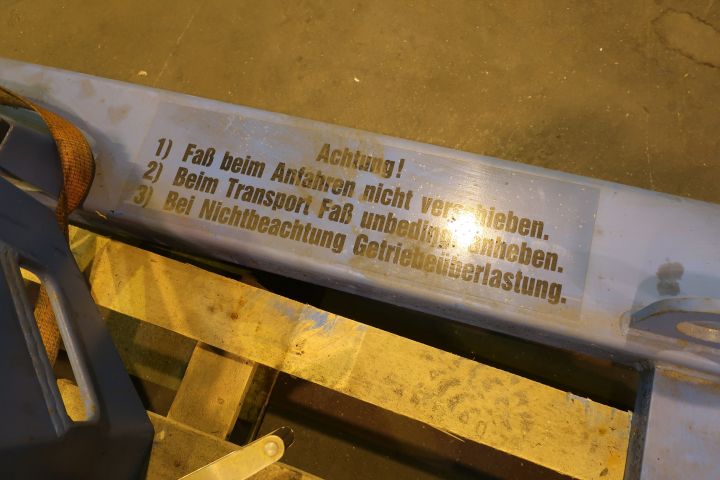 Achtung!
1) Faß beim Anfahren nicht verschieben.
2) Beim Transport Faß unbedingt anheben.
3) Bei Nichtbeachtung Getriebeüberlastung.